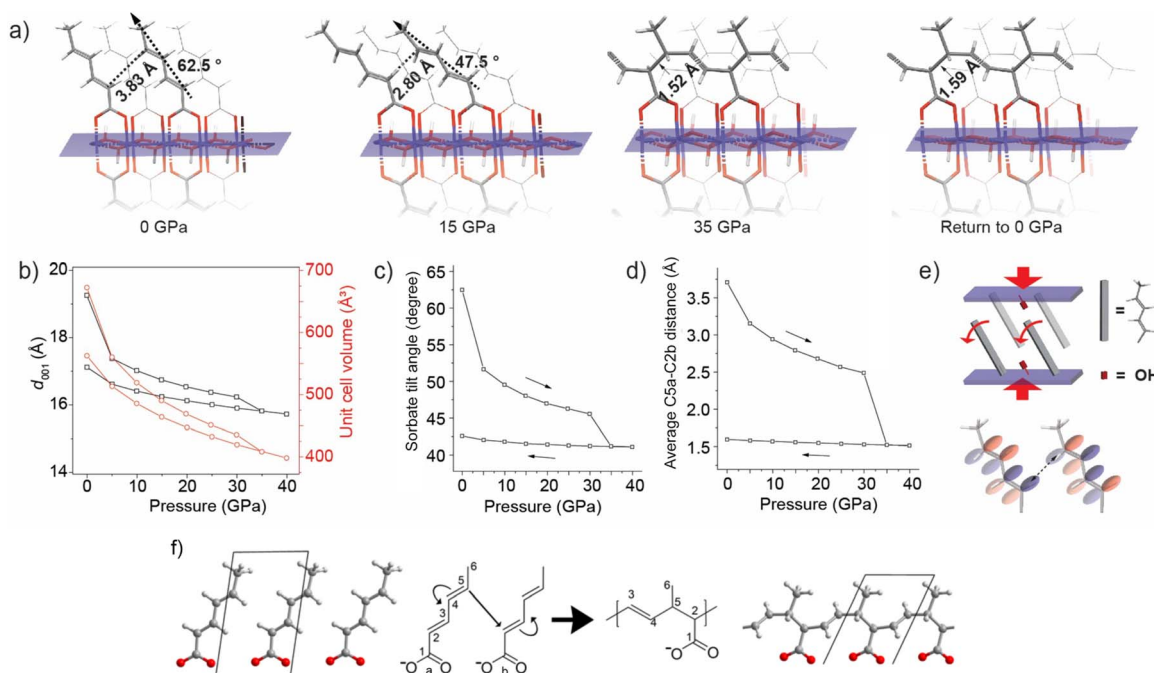 a)
3.83 Å
62.5 °
2.80 Å
47.5 °
1.52 Å
1.59 Å
0 GPa
15 GPa
35 GPa
Return to 0 GPa
b)
20
18
16
14
d001 (Å)
700
600
500
400
Unit cell volume (Å³)
0 10 20 30 40
Pressure (GPa)
c)
65
60
55
50
45
40
Sorbate tilt angle (degree)
0 10 20 30 40
Pressure (GPa)
d)
3.5
3.0
2.5
2.0
1.5
Average C5a-C2b distance (Å)
0 10 20 30 40
Pressure (GPa)
e)
=
= OH
f)
6
5
4
3
2
1
⁻O
O
a
⁻O
O
b
3
4
6
5
2
1
⁻O
O